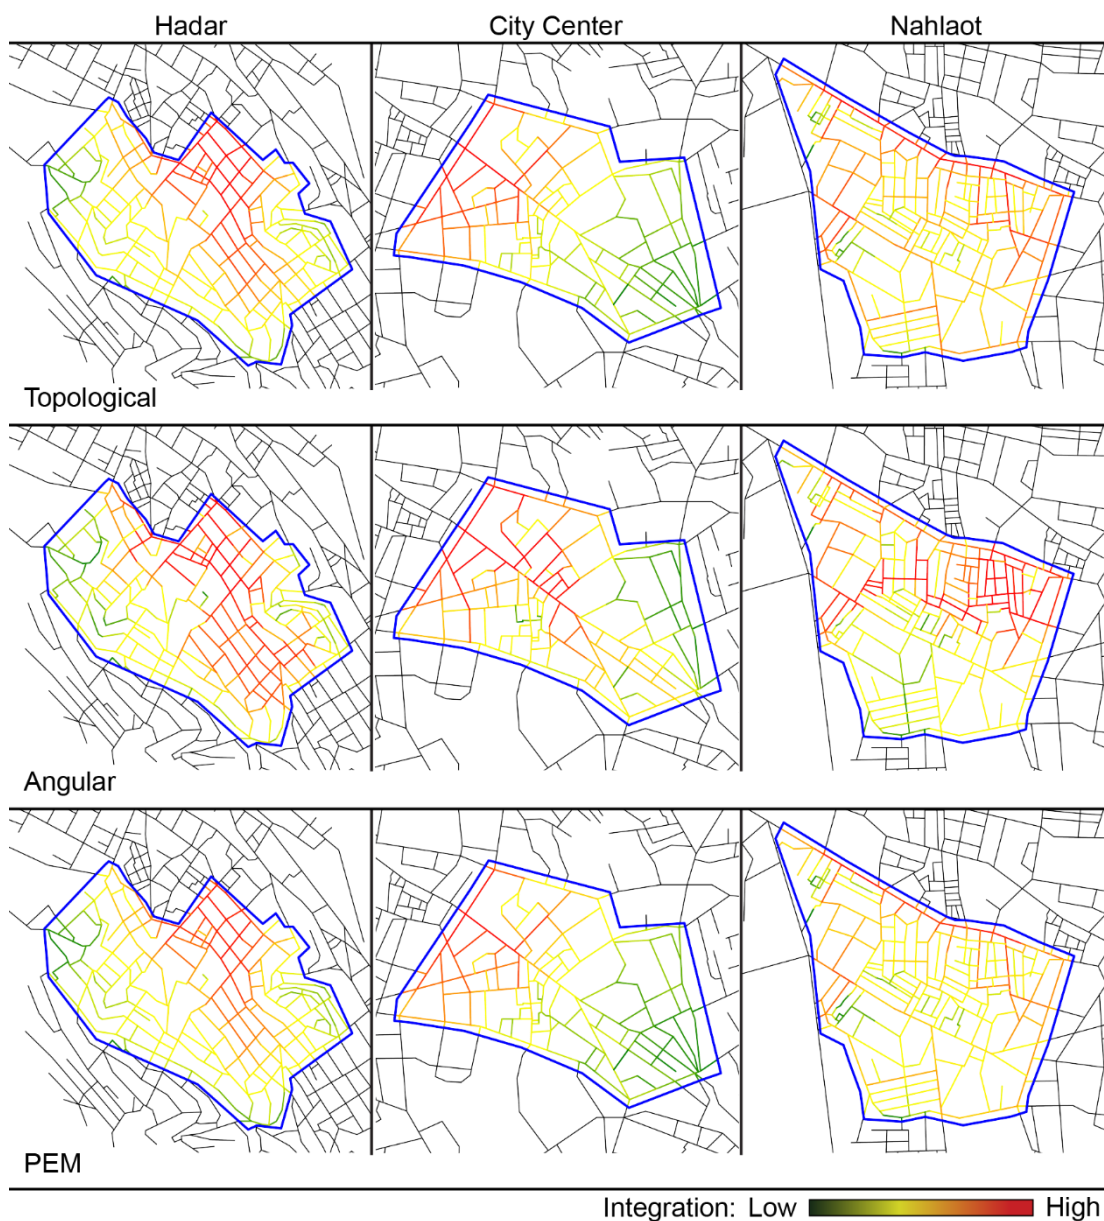 Hadar City Center Nahlaot
Topological
Angular
PEM
Integration: Low High